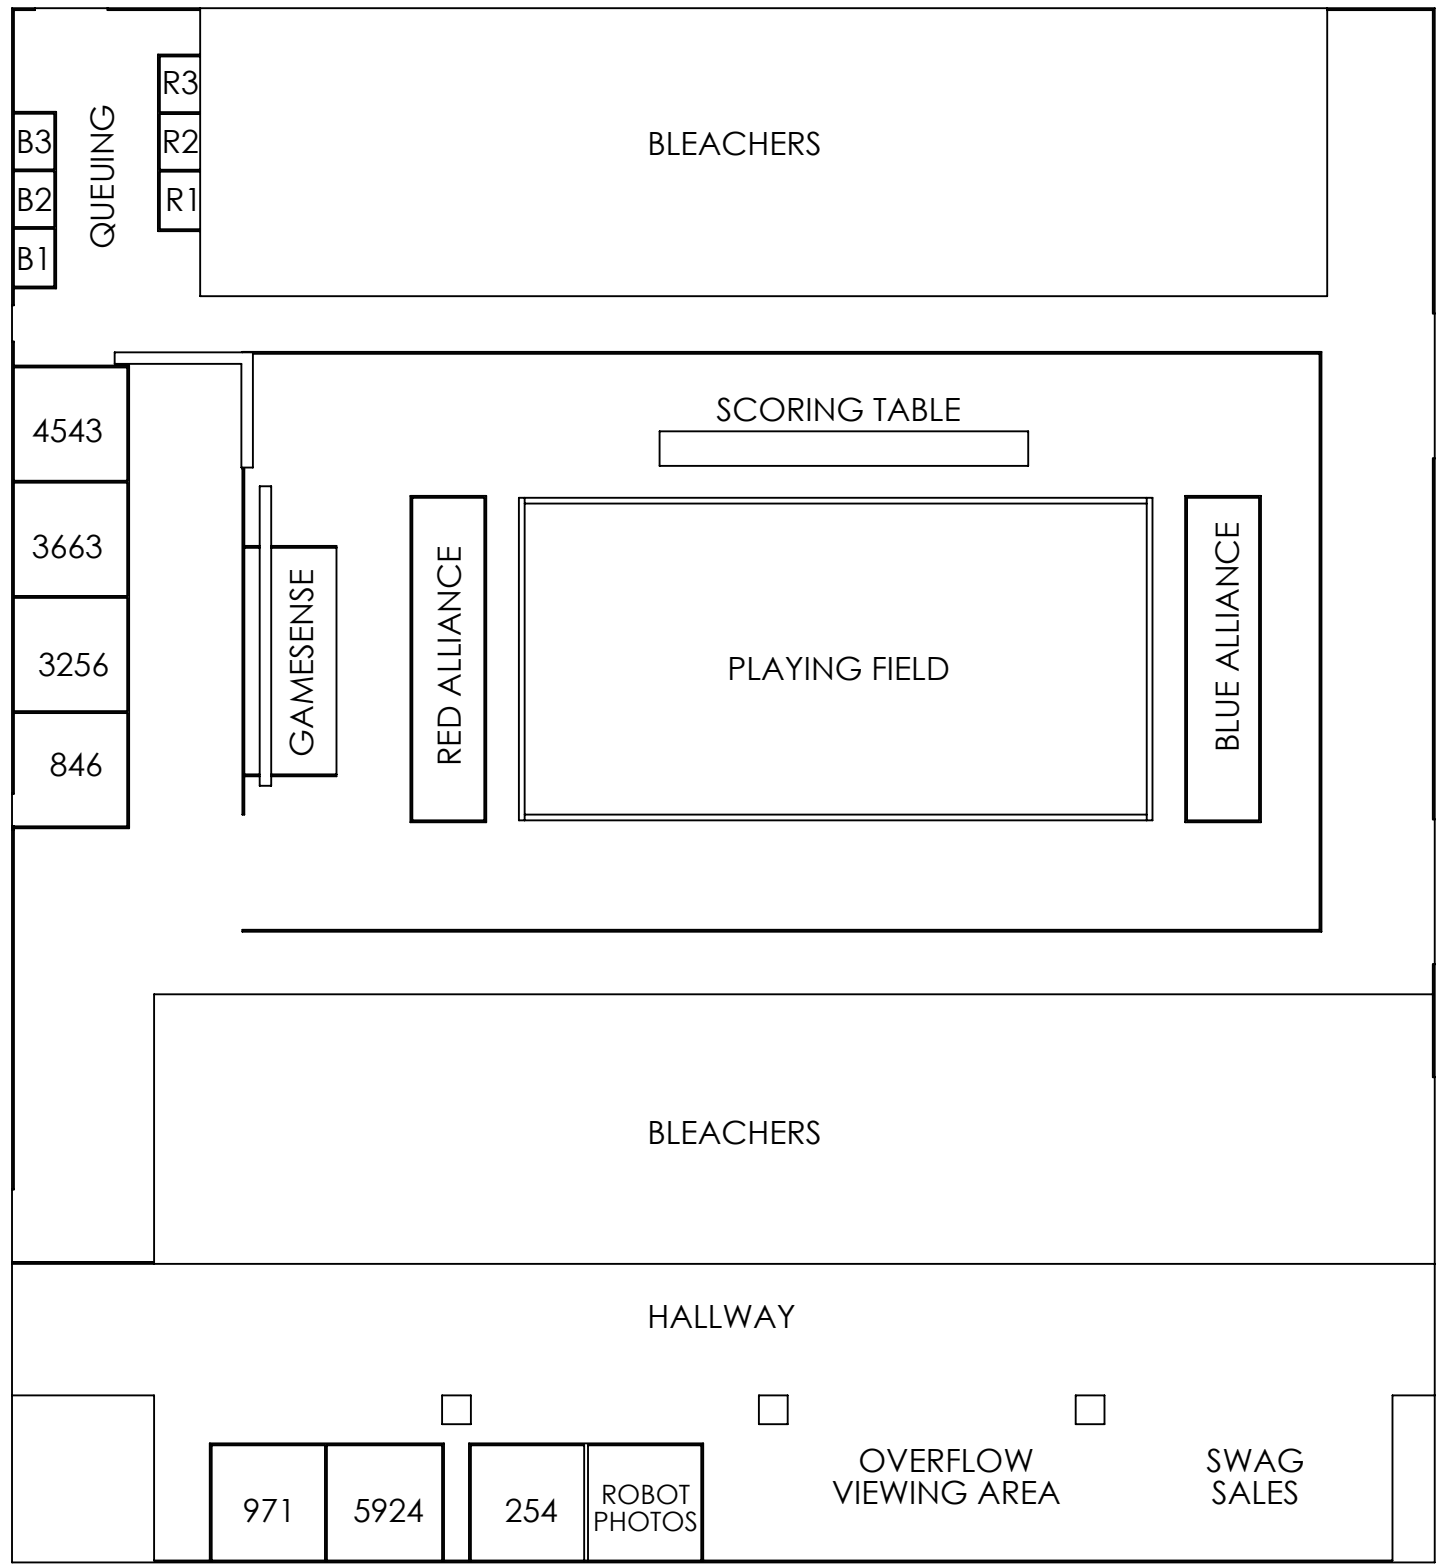 R3
B3
R2
B2
R1
B1
QUEUING
BLEACHERS
4543
3663
3256
846
SCORING TABLE
GAMESENSE
RED ALLIANCE
PLAYING FIELD
BLUE ALLIANCE
BLEACHERS
HALLWAY
971
5924
254
ROBOT
PHOTOS
OVERFLOW
VIEWING AREA
SWAG
SALES